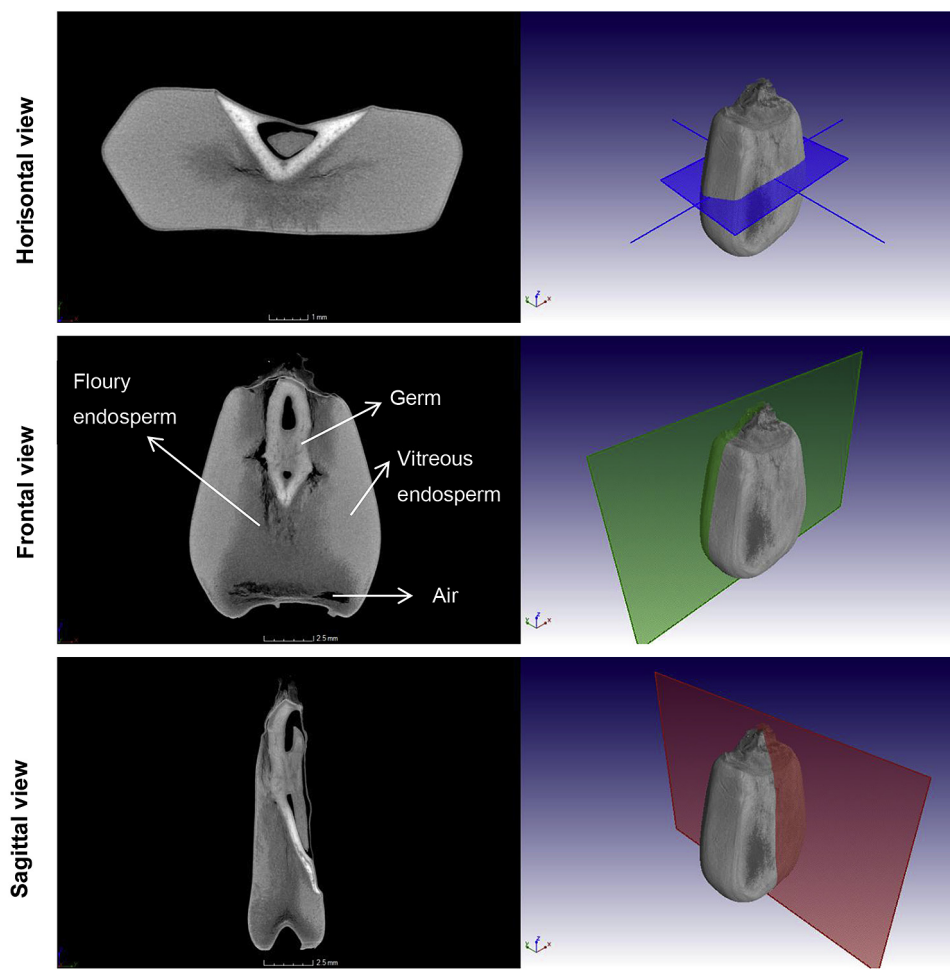 Horisontal view
1 mm
Frontal view
Floury
endosperm
Germ
Vitreous
endosperm
Air
2.5 mm
Sagittal view
2.5 mm